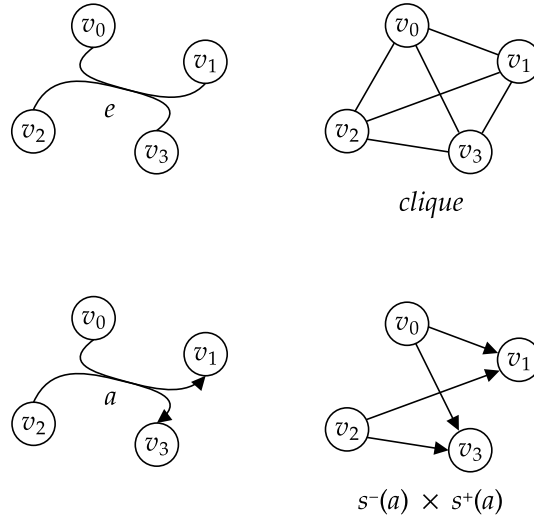 v₀ v₀
v₁ v₁
e
v₂ v₂
v₃ v₃
clique
v₀ v₀
v₁ v₁
a
v₂ v₂
v₃ v₃
s⁻(a) × s⁺(a)